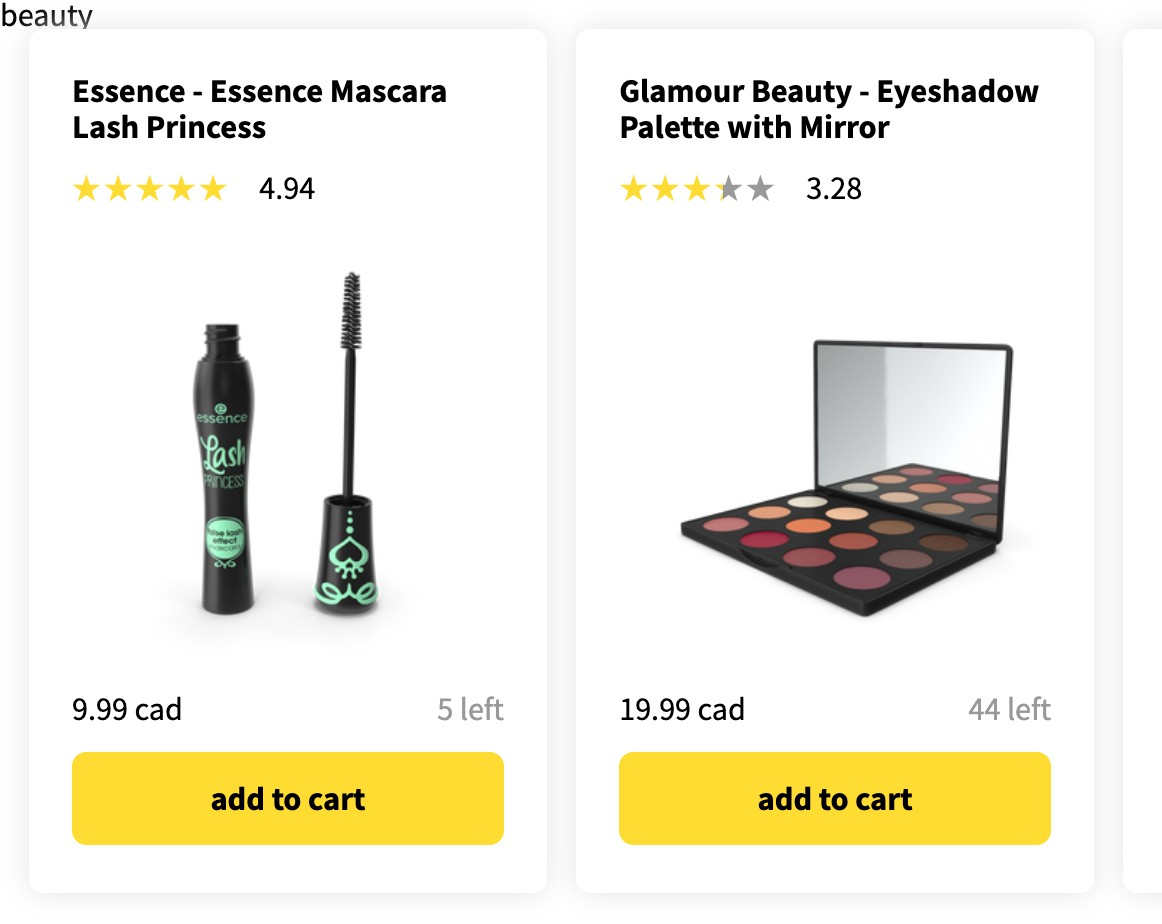 beauty
Essence - Essence Mascara
Lash Princess
4.94
essence
Lash
PRINCESS
false lash
effect
mascara
9.99 cad
5 left
add to cart
Glamour Beauty - Eyeshadow
Palette with Mirror
3.28
19.99 cad
44 left
add to cart